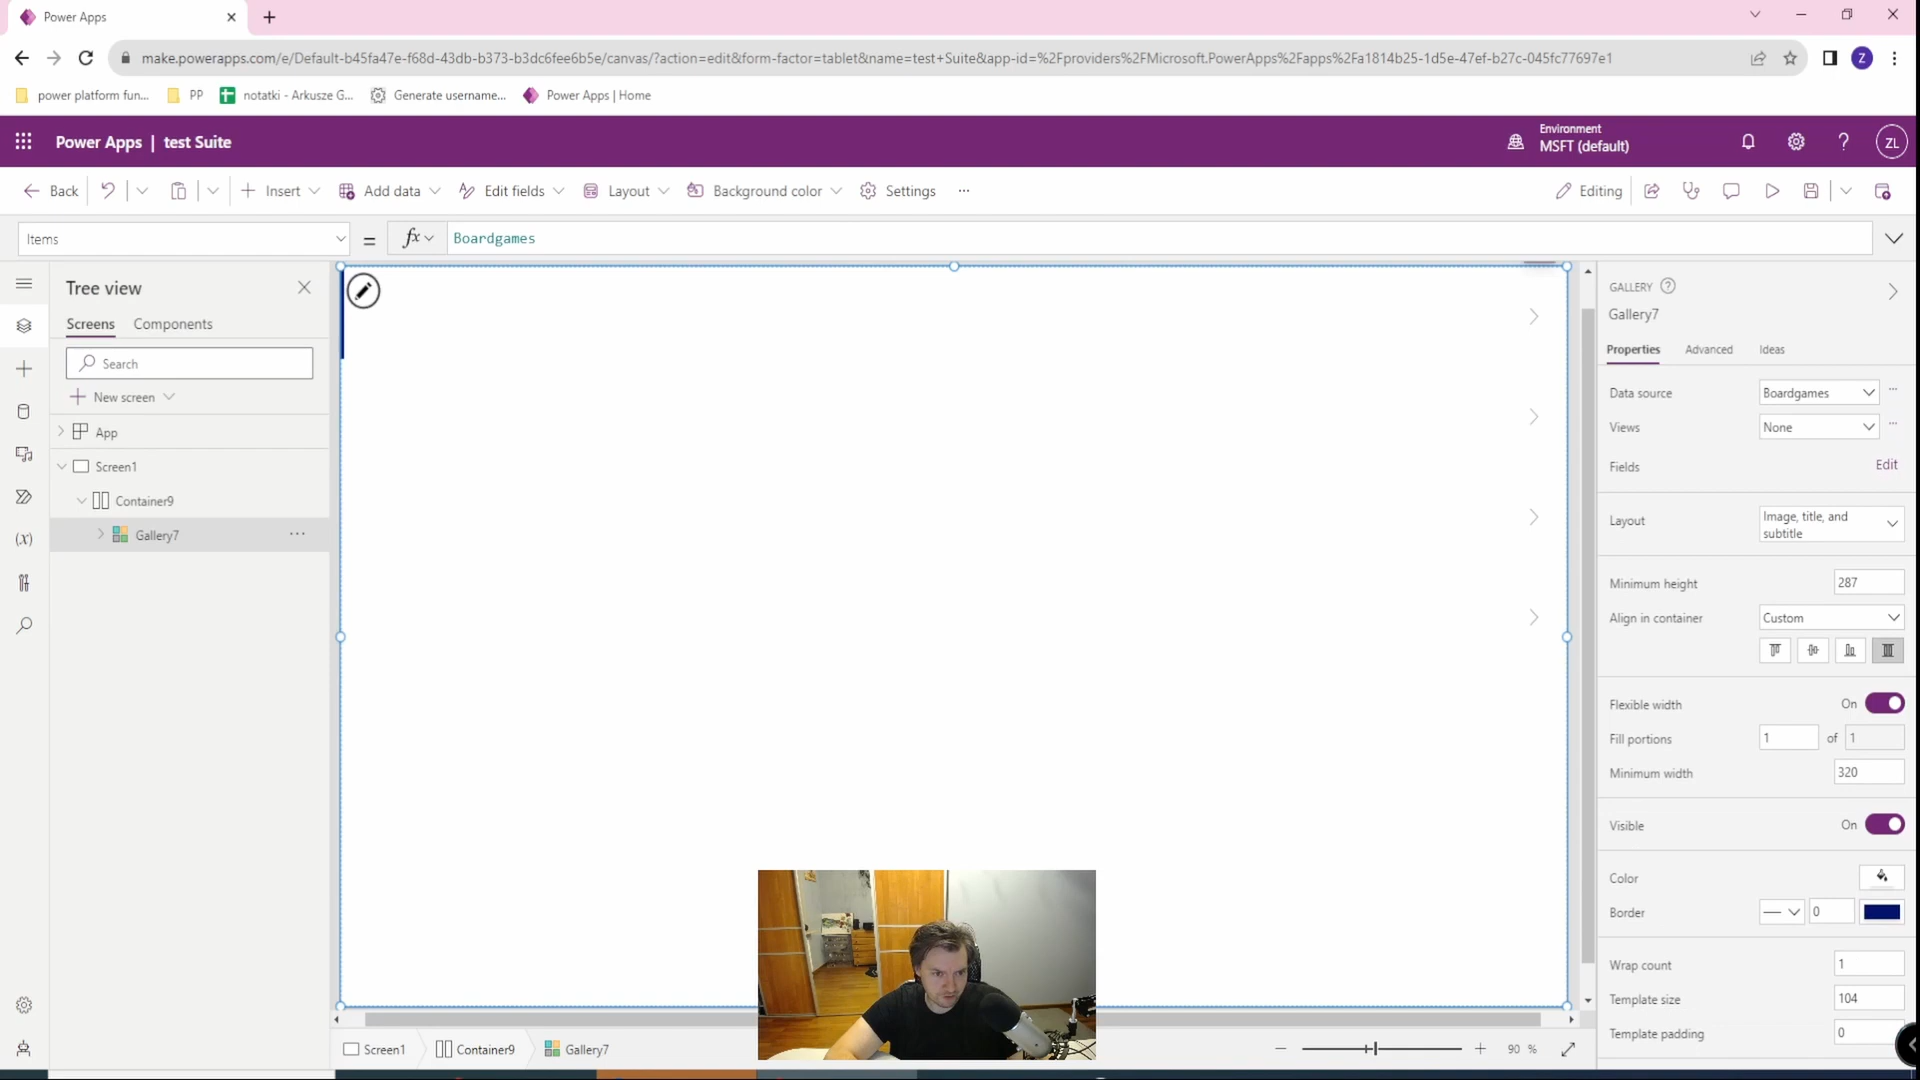 Power Apps
make.powerapps.com/e/Default-b45fa47e-f68d-43db-b373-b3dc6fee6b5e/canvas/?action=edit&form-factor=tablet&name=test+Suite&app-id=%2Fproviders%2FMicrosoft.PowerApps%2Fapps%2Fa1814b25-1d5e-47ef-b27c-045fc77697e1
Z
power platform fun...
PP
notatki - Arkusze G...
Generate username...
Power Apps | Home
Power Apps | test Suite
Environment
MSFT (default)
ZL
Back
Insert
Add data
Edit fields
Layout
Background color
Settings
Editing
Items
=
fx
Boardgames
Tree view
Screens
Components
Search
New screen
App
Screen1
Container9
Gallery7
(x)
GALLERY
Gallery7
Properties
Advanced
Ideas
Data source
Boardgames
Views
None
Fields
Edit
Layout
Image, title, and
subtitle
Minimum height
287
Align in container
Custom
Flexible width
On
Fill portions
1
of
1
Minimum width
320
Visible
On
Color
Border
0
Wrap count
1
Template size
104
Template padding
0
Screen1
Container9
Gallery7
90 %